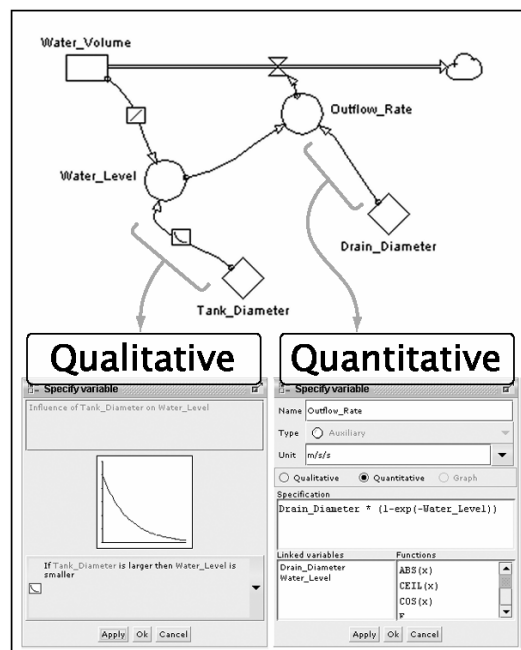 Water_Volume
Outflow_Rate
Water_Level
Drain_Diameter
Tank_Diameter
Qualitative
Quantitative
Specify variable
Influence of Tank_Diameter on Water_Level
If Tank_Diameter is larger then Water_Level is
smaller
Apply Ok Cancel
Specify variable
Name Outflow_Rate
Type Auxiliary
Unit m/s/s
Qualitative Quantitative Graph
Specification
Drain_Diameter * (1-exp(-Water_Level))
Linked variables Functions
Drain_Diameter ABS(x)
Water_Level CEIL(x)
COS(x)
Apply Ok Cancel